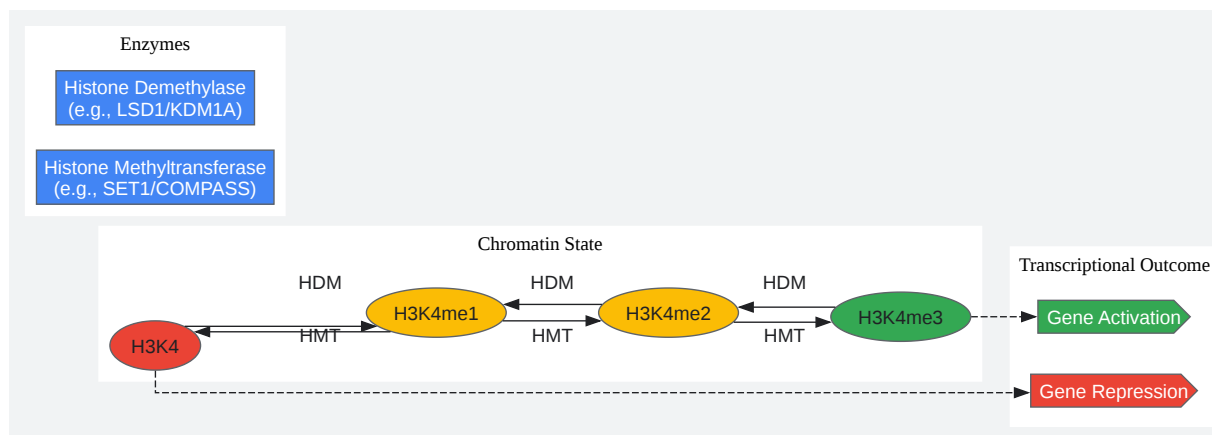 Enzymes
Histone Demethylase
(e.g., LSD1/KDM1A)
Histone Methyltransferase
(e.g., SET1/COMPASS)
Chromatin State
HDM
HDM
HDM
H3K4me1
H3K4me2
H3K4me3
H3K4
HMT
HMT
HMT
Transcriptional Outcome
Gene Activation
Gene Repression